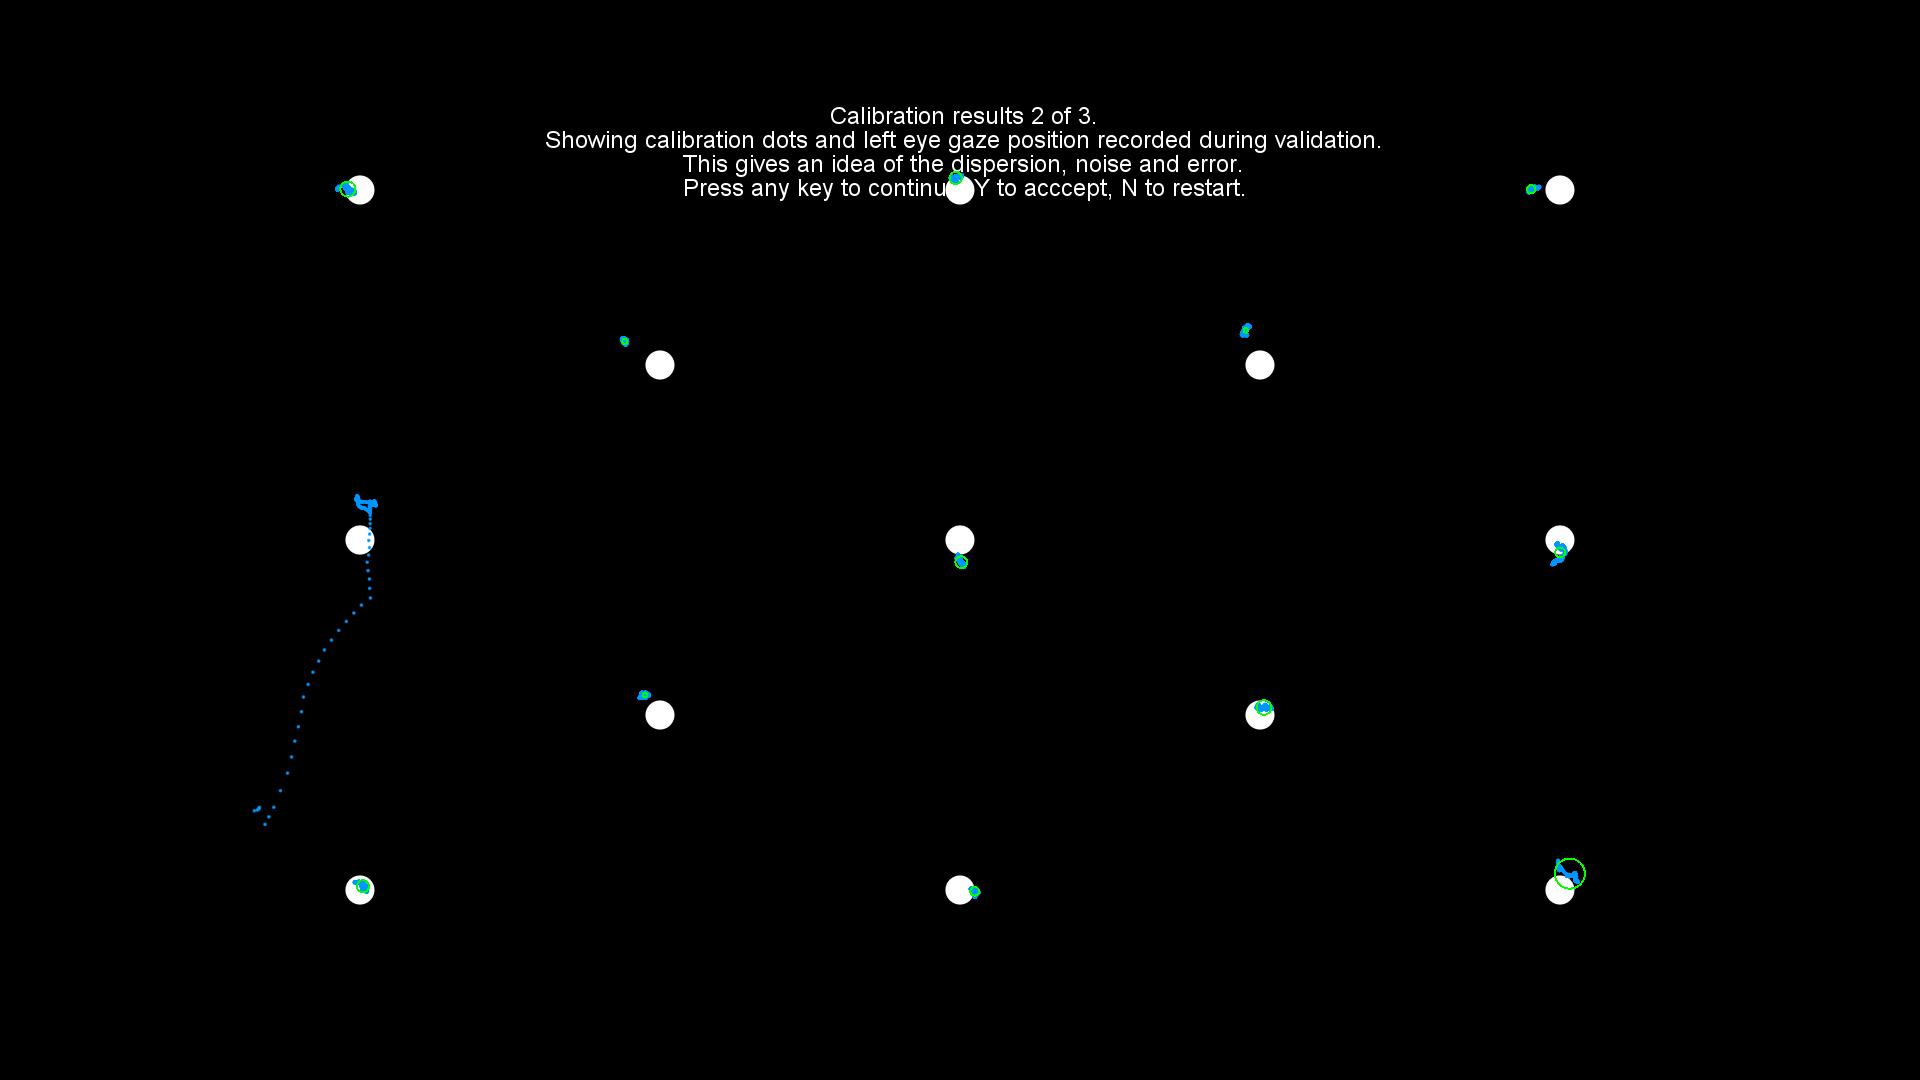 Calibration results 2 of 3.
Showing calibration dots and left eye gaze position recorded during validation.
This gives an idea of the dispersion, noise and error.
Press any key to continu Y to acccept, N to restart.